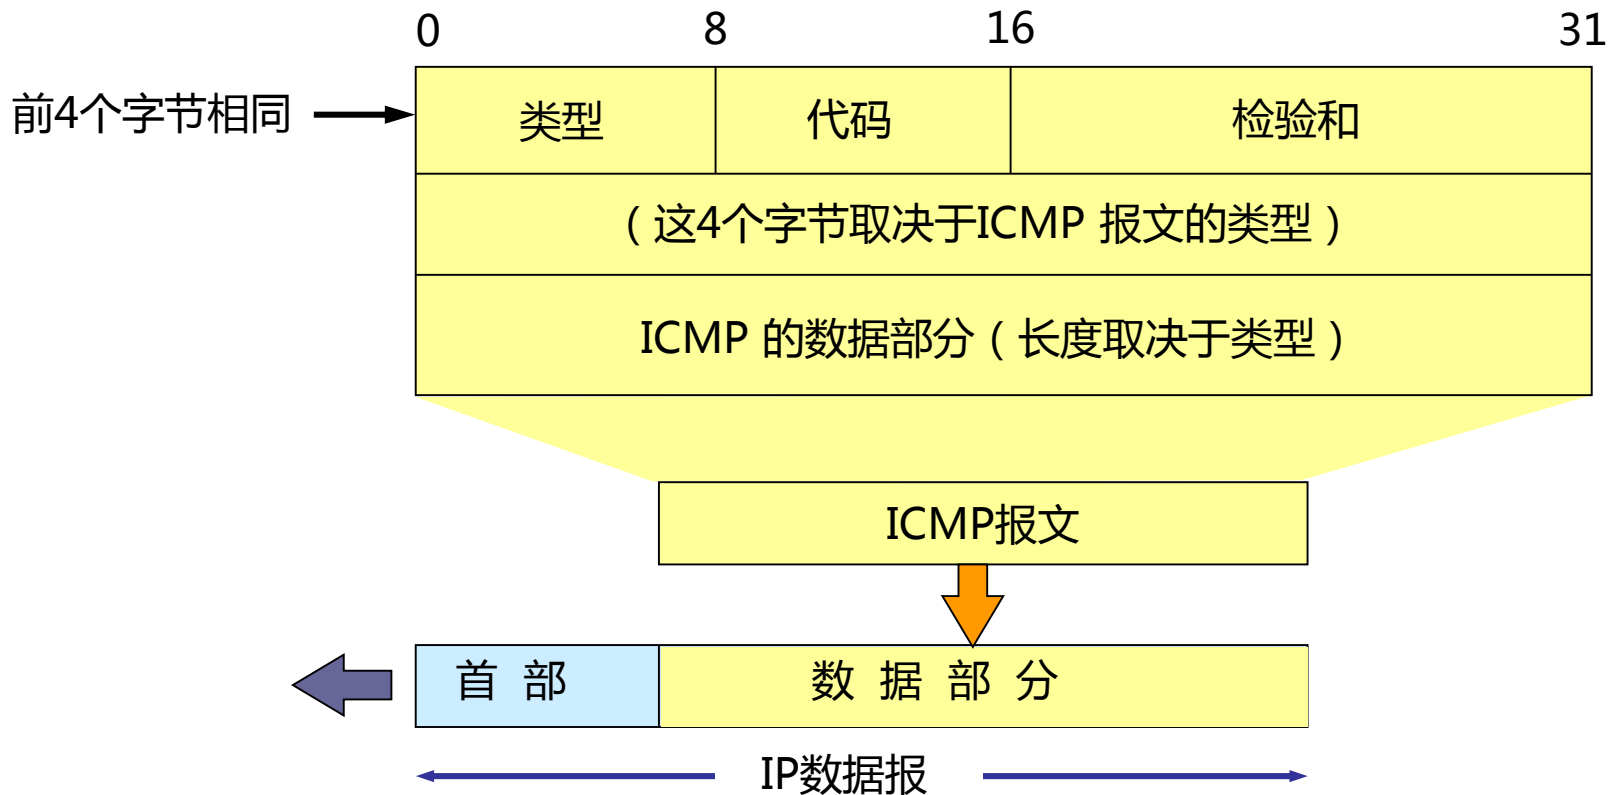 0 8 16 31
前4个字节相同 类型 代码 检验和
（这4个字节取决于ICMP 报文的类型）
ICMP 的数据部分（长度取决于类型）
ICMP报文
首 部 数 据 部 分
IP数据报